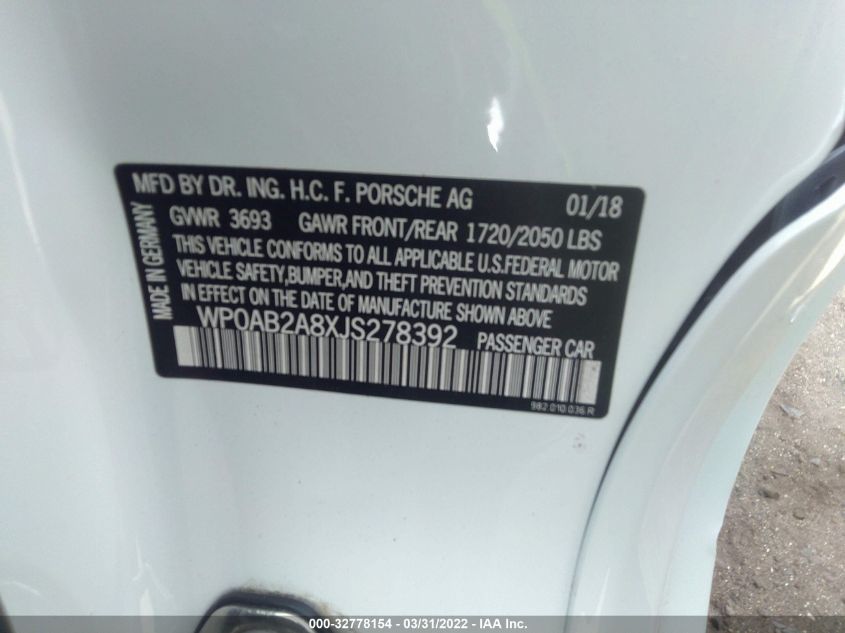 MFD BY DR. ING. H.C. F. PORSCHE AG 01/18
GVWR 3693 GAWR FRONT/REAR 1720/2050 LBS
THIS VEHICLE CONFORMS TO ALL APPLICABLE U.S.FEDERAL MOTOR
VEHICLE SAFETY,BUMPER,AND THEFT PREVENTION STANDARDS
IN EFFECT ON THE DATE OF MANUFACTURE SHOWN ABOVE
WP0AB2A8XJS278392 PASSENGER CAR
MADE IN GERMANY
982.010.036.R
000-32778154 - 03/31/2022 - IAA Inc.